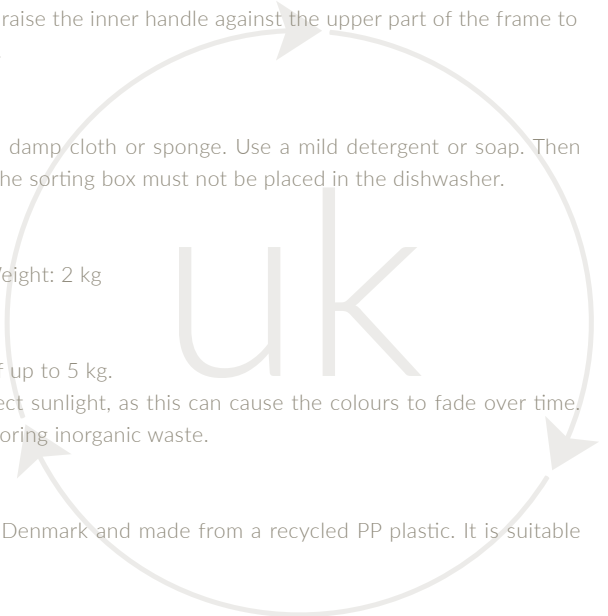 raise the inner handle against the upper part of the frame to
damp cloth or sponge. Use a mild detergent or soap. Then
he sorting box must not be placed in the dishwasher.
uk
eight: 2 kg
f up to 5 kg.
ect sunlight, as this can cause the colours to fade over time.
oring inorganic waste.
Denmark and made from a recycled PP plastic. It is suitable